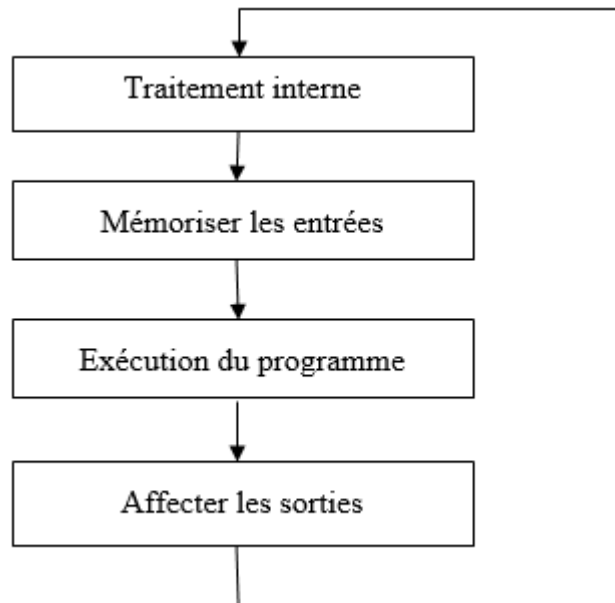 Traitement interne
Mémoriser les entrées
Exécution du programme
Affecter les sorties